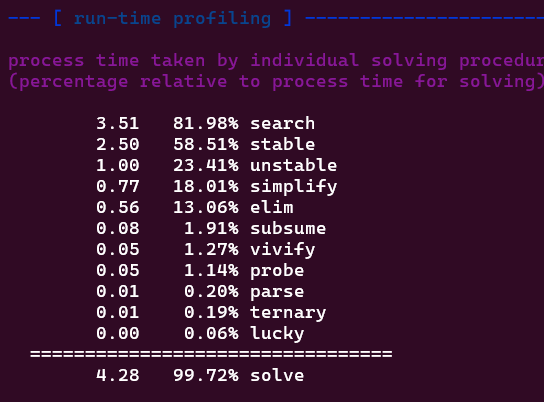 --- [ run-time profiling ] ----------------------
process time taken by individual solving procedur
(percentage relative to process time for solving)
3.51 81.98% search
2.50 58.51% stable
1.00 23.41% unstable
0.77 18.01% simplify
0.56 13.06% elim
0.08 1.91% subsume
0.05 1.27% vivify
0.05 1.14% probe
0.01 0.20% parse
0.01 0.19% ternary
0.00 0.06% lucky
=================================
4.28 99.72% solve